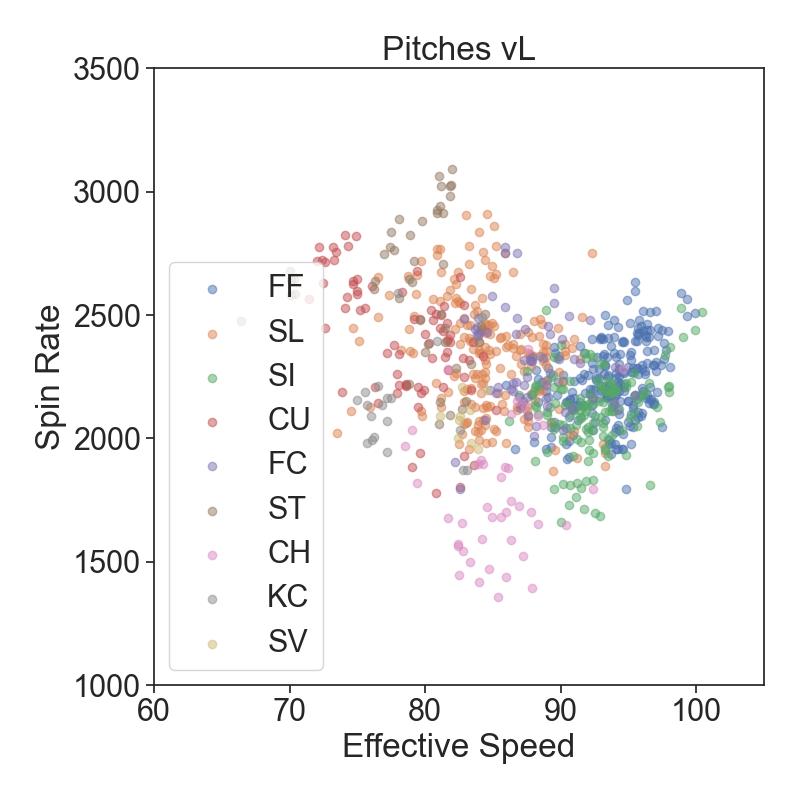 Pitches vL
3500
3000
2500
2000
1500
1000
Spin Rate
FF
SL
SI
CU
FC
ST
CH
KC
SV
60 70 80 90 100
Effective Speed